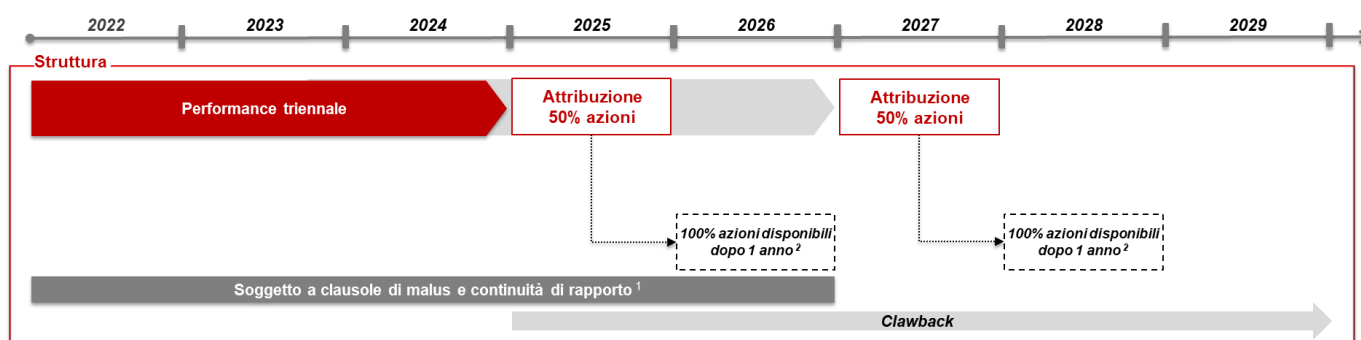 2022 2023 2024 2025 2026 2027 2028 2029
Struttura
Performance triennale
Attribuzione
50% azioni
Attribuzione
50% azioni
100% azioni disponibili
dopo 1 anno 2
100% azioni disponibili
dopo 1 anno 2
Soggetto a clausole di malus e continuità di rapporto 1
Clawback